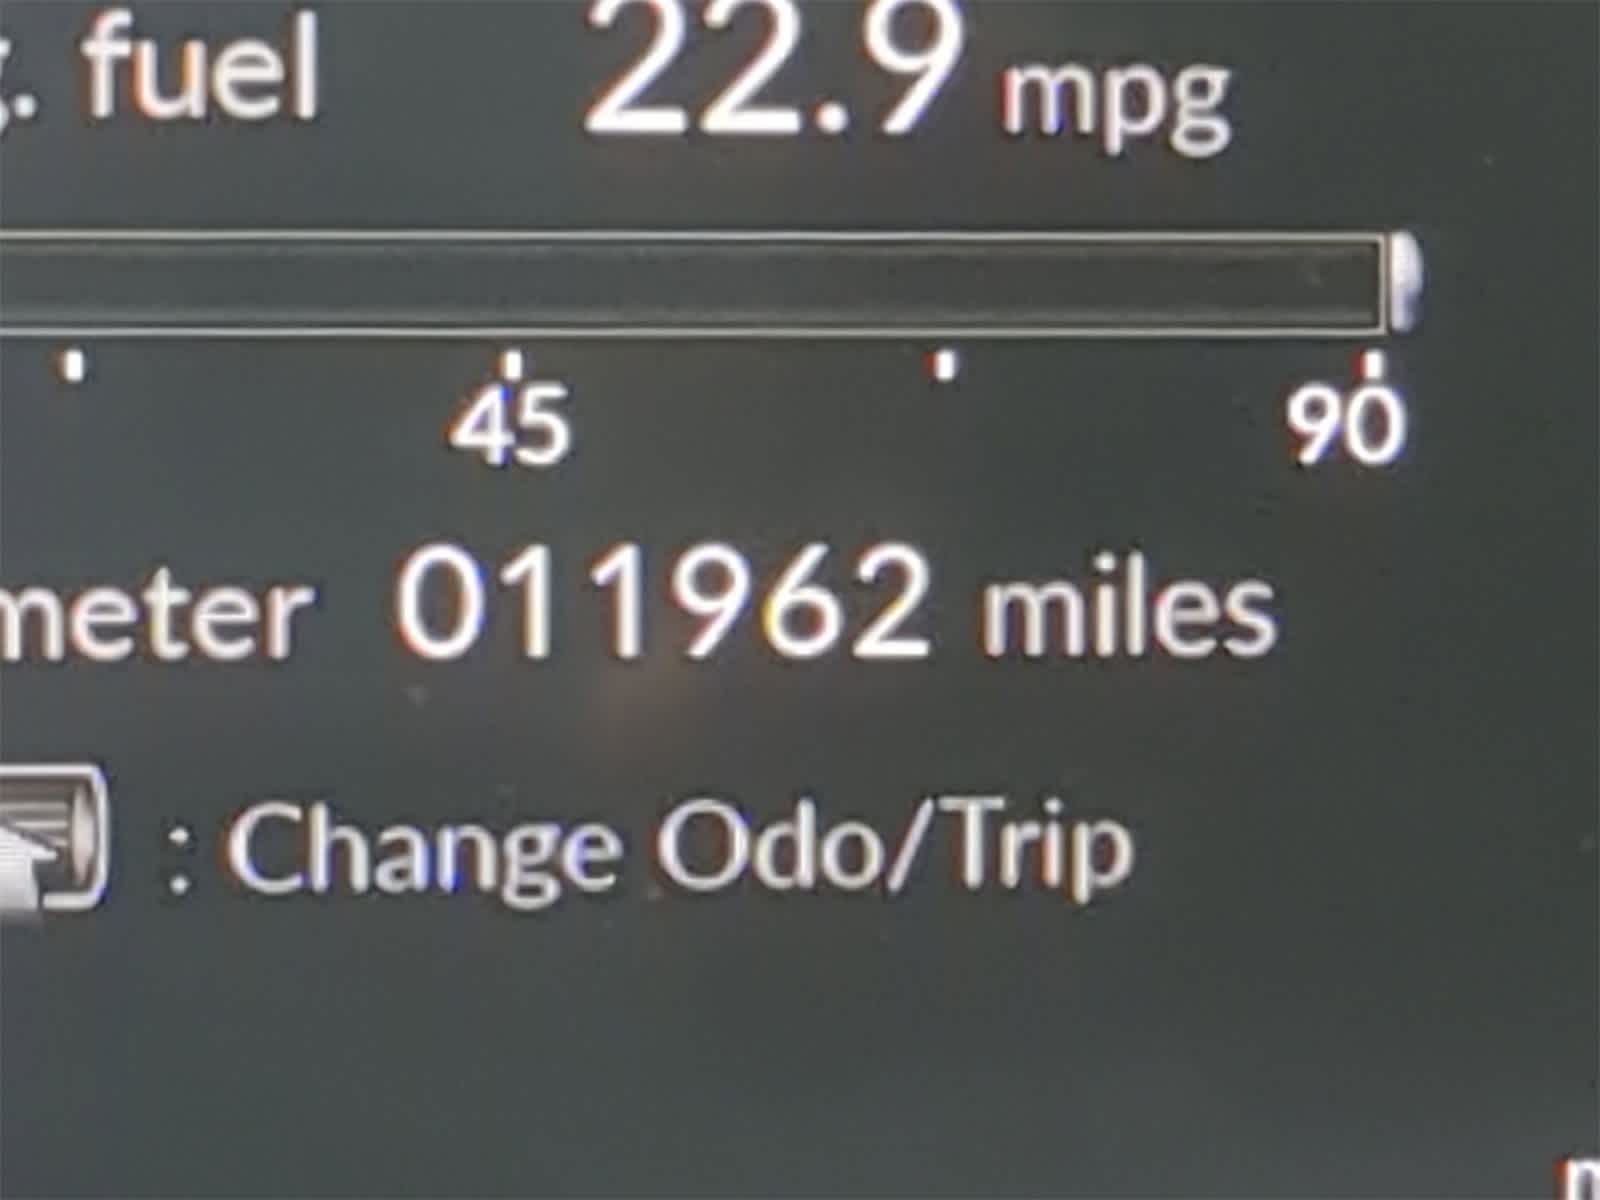 . fuel 22.9 mpg
45 90
meter 011962 miles
: Change Odo/Trip